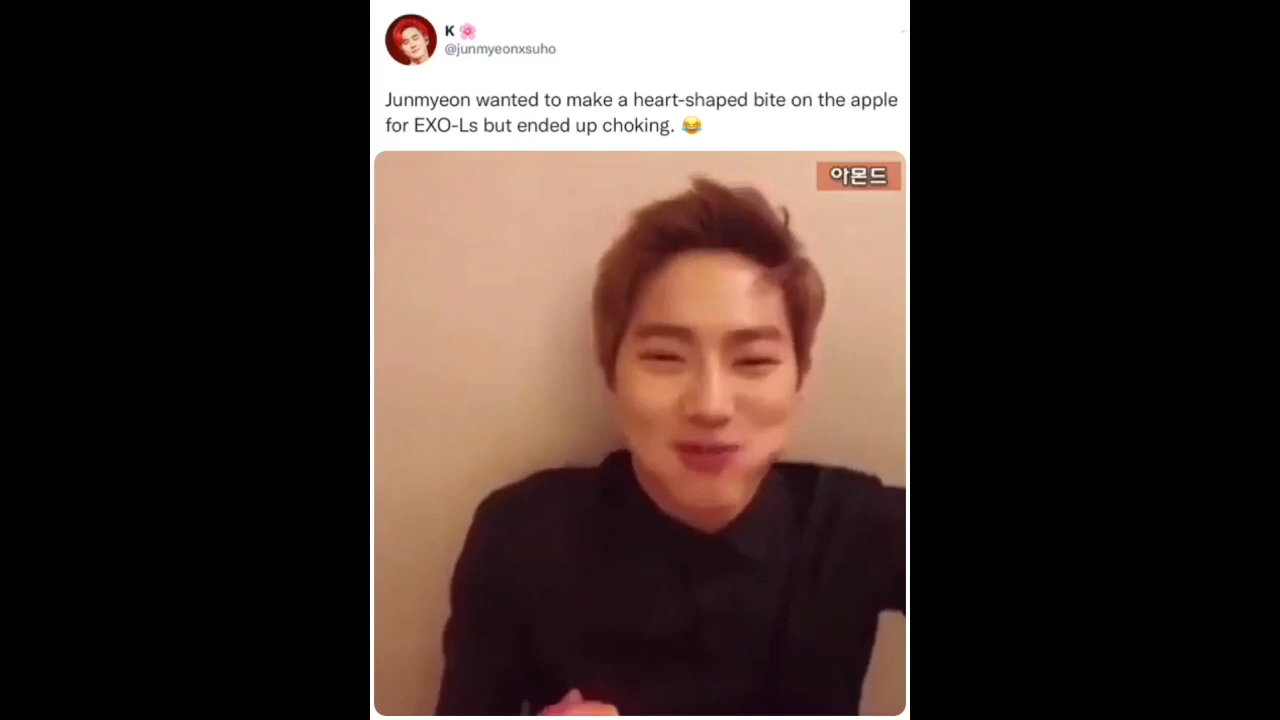 K 🌸
@junmyeonxsuho
Junmyeon wanted to make a heart-shaped bite on the apple
for EXO-Ls but ended up choking. 😂
아몬드